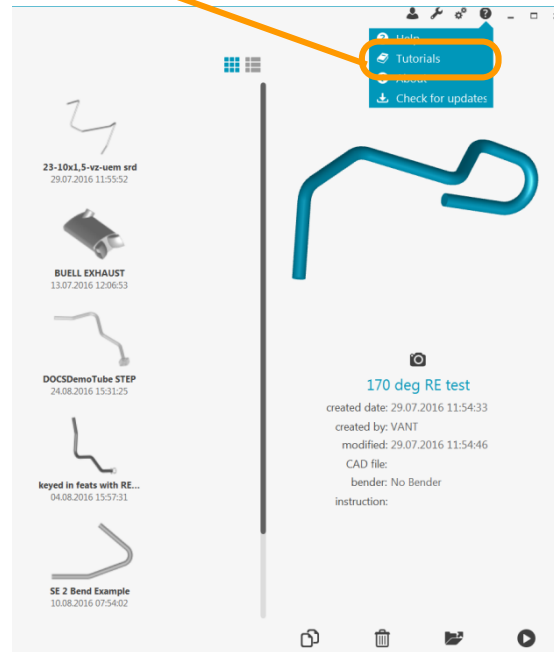 Help
Tutorials
About
Check for updates
23-10x1,5-vz-uem srd
29.07.2016 11:55:52
BUELL EXHAUST
13.07.2016 12:06:53
DOCSDemoTube STEP
24.08.2016 15:31:25
keyed in feats with RE...
04.08.2016 15:57:31
SE 2 Bend Example
10.08.2016 07:54:02
170 deg RE test
created date: 29.07.2016 11:54:33
created by: VANT
modified: 29.07.2016 11:54:46
CAD file:
bender: No Bender
instruction: